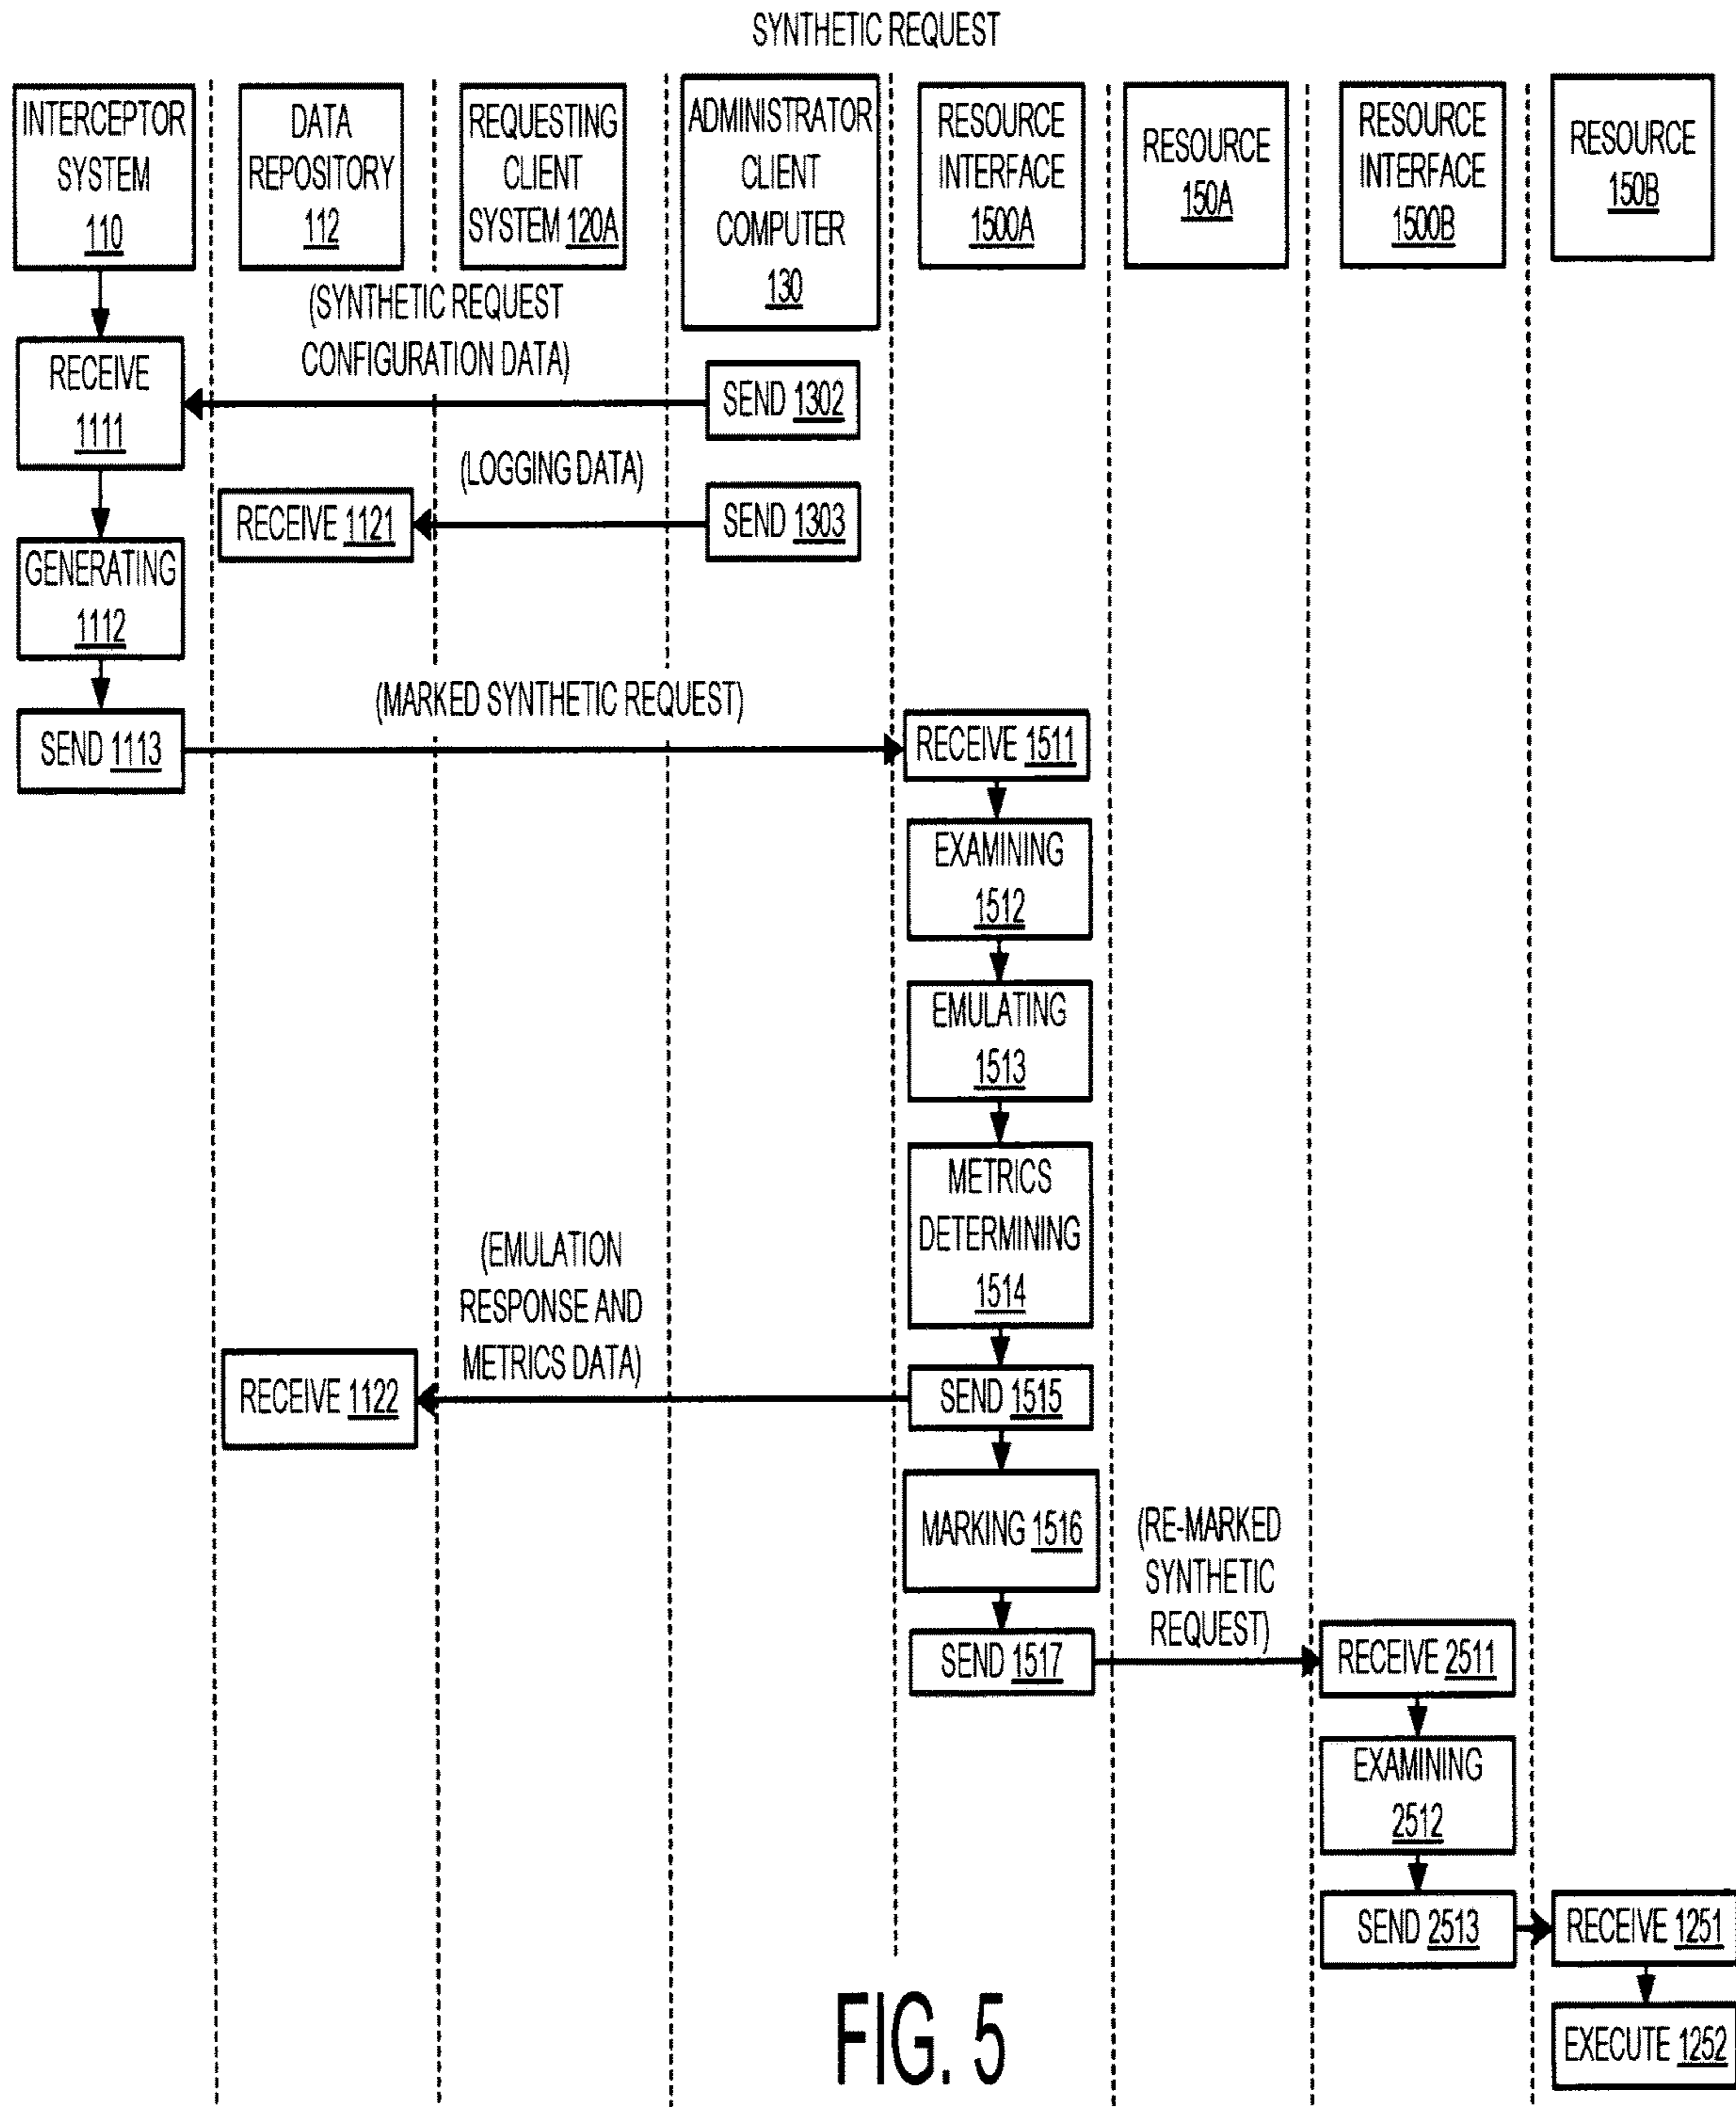 SYNTHETIC REQUEST
INTERCEPTOR
SYSTEM
110
DATA
REPOSITORY
112
REQUESTING
CLIENT
SYSTEM 120A
ADMINISTRATOR
CLIENT
COMPUTER
130
RESOURCE
INTERFACE
1500A
RESOURCE
150A
RESOURCE
INTERFACE
1500B
RESOURCE
150B
(SYNTHETIC REQUEST
CONFIGURATION DATA)
RECEIVE
1111
SEND 1302
(LOGGING DATA)
RECEIVE 1121
SEND 1303
GENERATING
1112
(MARKED SYNTHETIC REQUEST)
SEND 1113
RECEIVE 1511
EXAMINING
1512
EMULATING
1513
METRICS
DETERMINING
1514
(EMULATION
RESPONSE AND
METRICS DATA)
RECEIVE 1122
SEND 1515
MARKING 1516
(RE-MARKED
SYNTHETIC
REQUEST)
SEND 1517
RECEIVE 2511
EXAMINING
2512
SEND 2513
RECEIVE 1251
EXECUTE 1252
FIG. 5